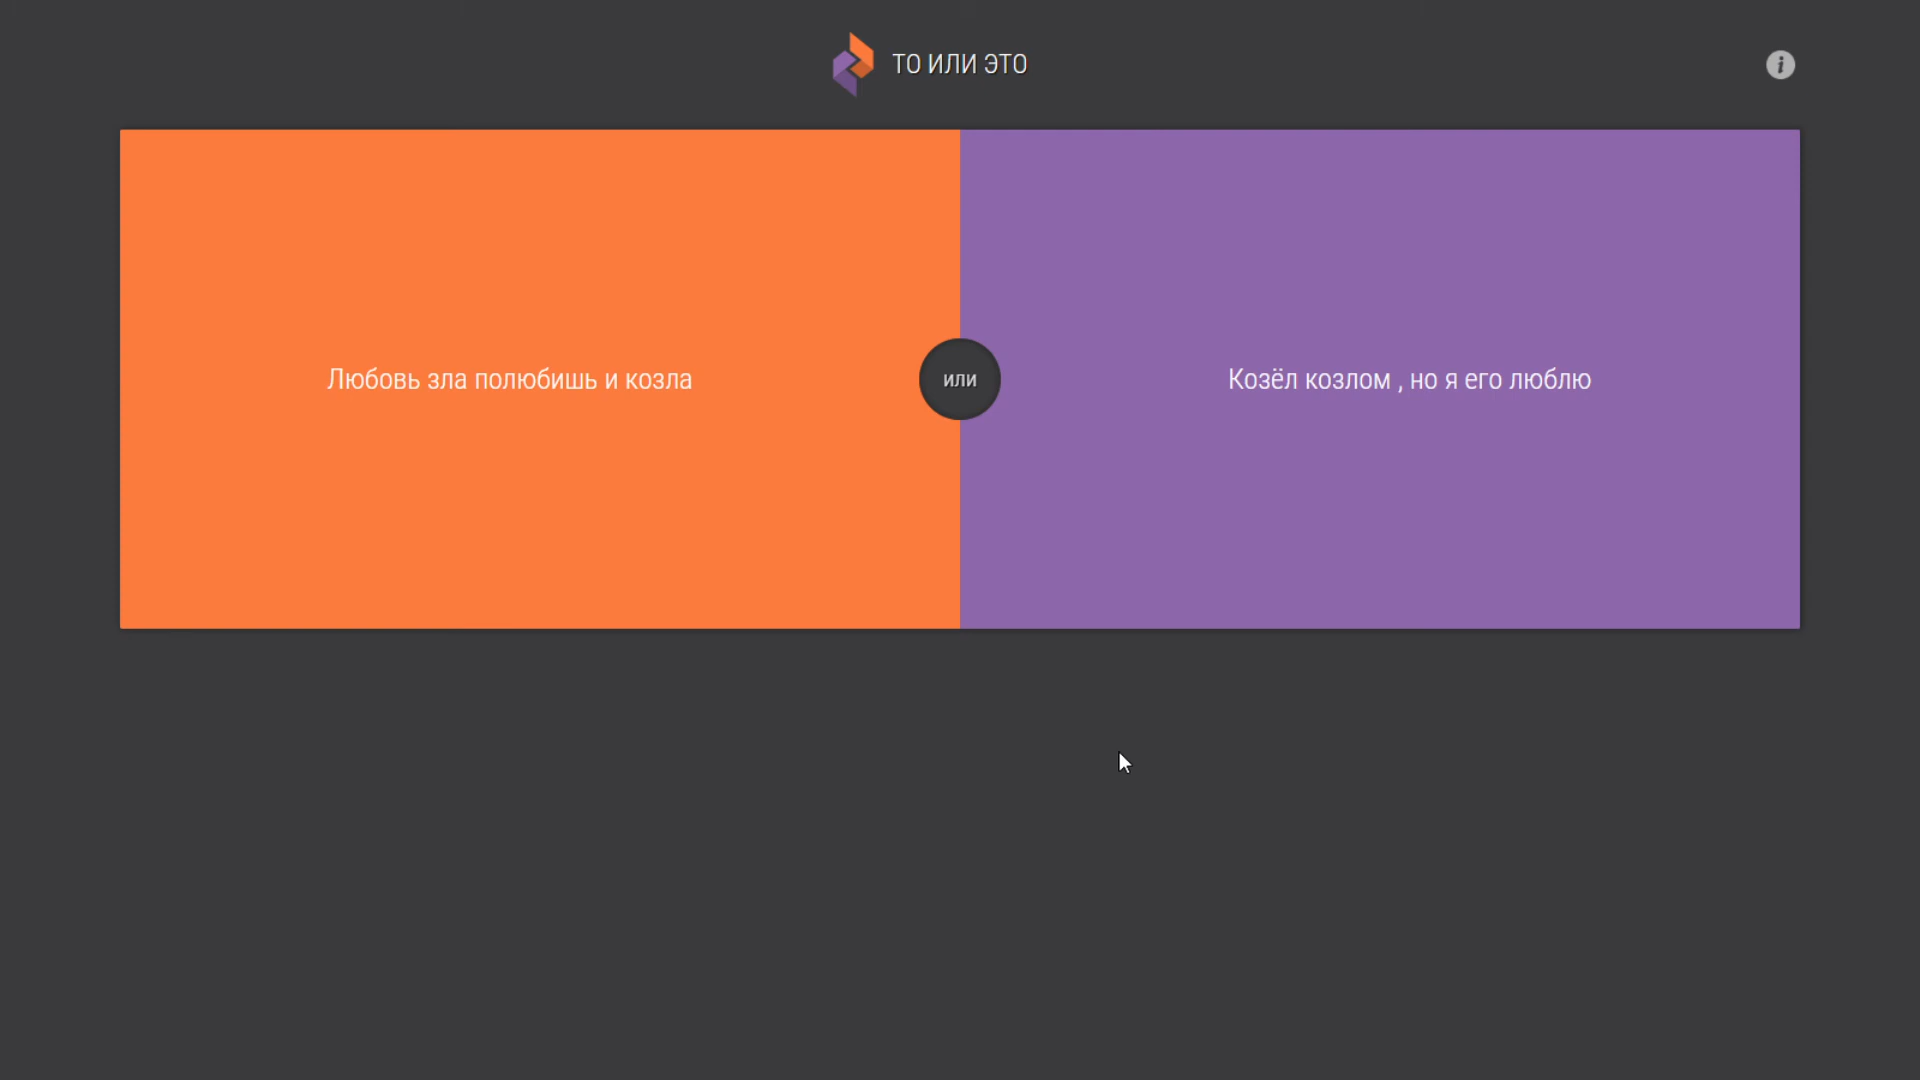 ТО ИЛИ ЭТО
i
Любовь зла полюбишь и козла
или
Козёл козлом , но я его люблю